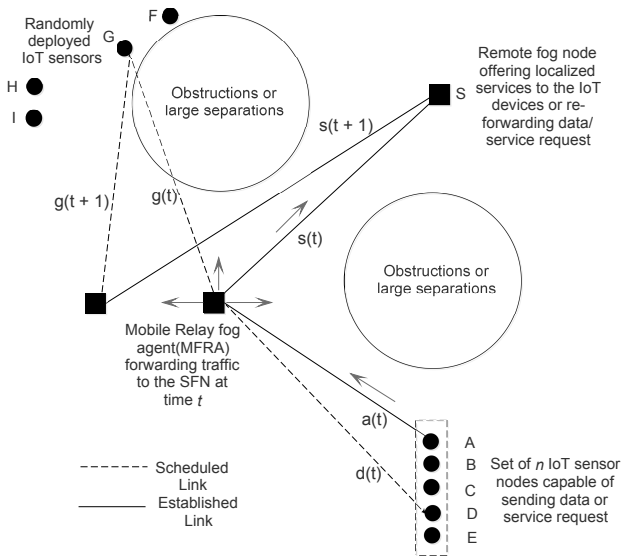 F
Randomly
deployed
IoT sensors
G
H
I
Obstructions or
large separations
S
Remote fog node
offering localized
services to the IoT
devices or re-
forwarding data/
service request
s(t + 1)
g(t + 1)
g(t)
s(t)
Obstructions or
large separations
Mobile Relay fog
agent(MFRA)
forwarding traffic
to the SFN at
time t
a(t)
d(t)
A
B
C
D
E
Set of n IoT sensor
nodes capable of
sending data or
service request
Scheduled
Link
Established
Link